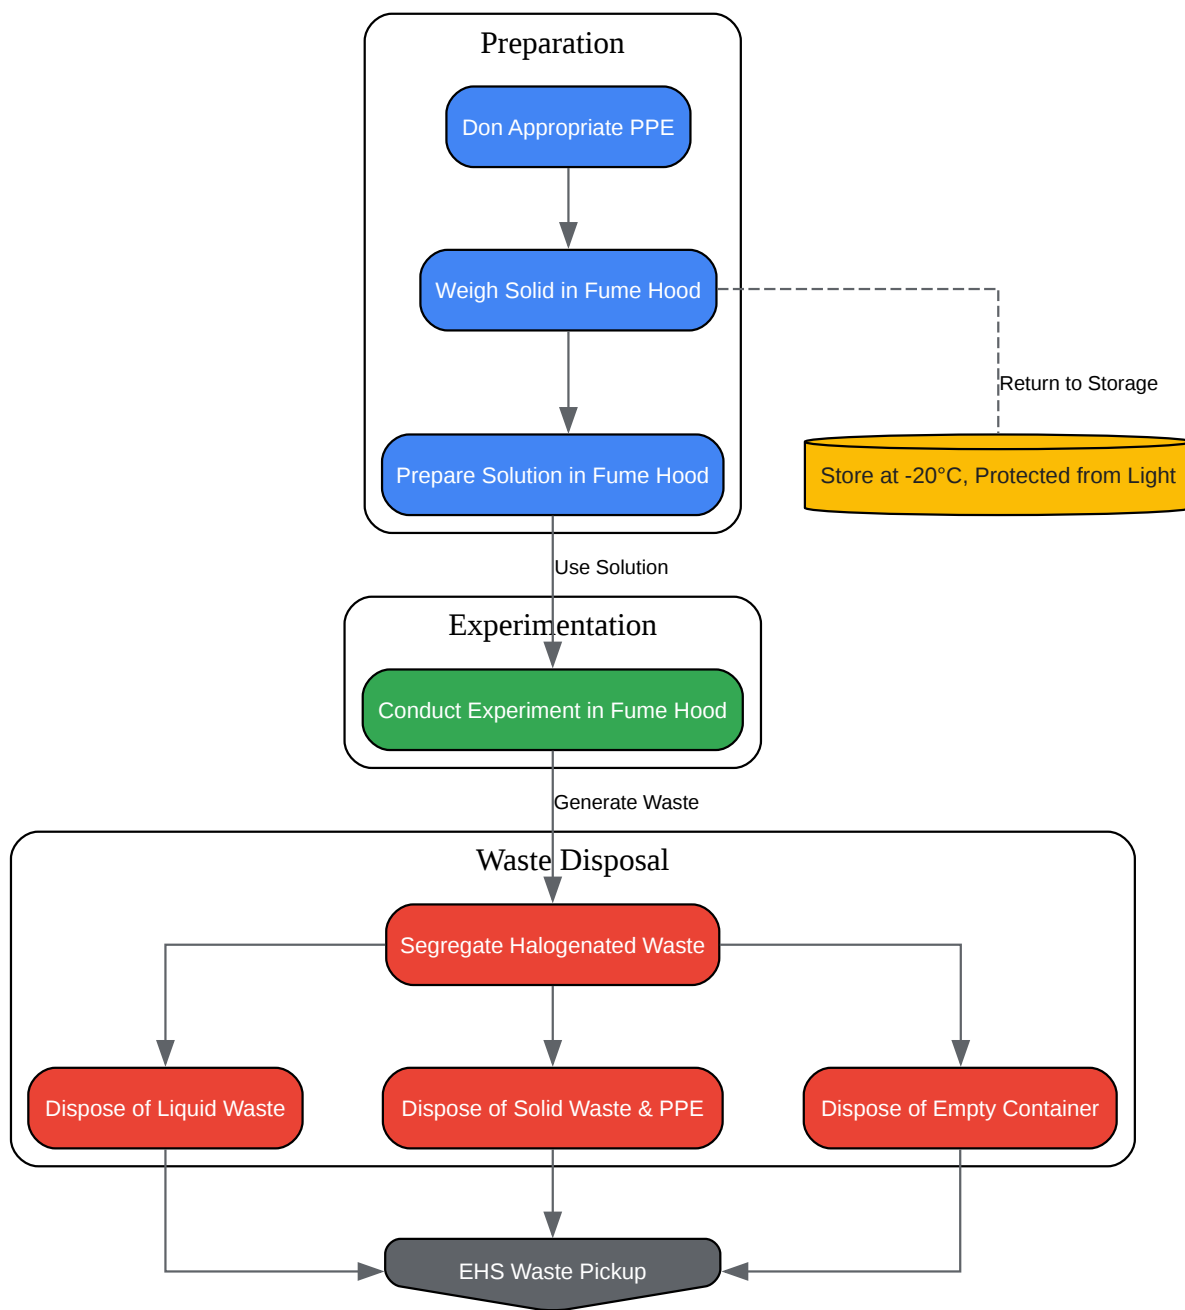 Preparation
Don Appropriate PPE
Weigh Solid in Fume Hood
Return to Storage
Prepare Solution in Fume Hood
Store at -20°C, Protected from Light
Use Solution
Experimentation
Conduct Experiment in Fume Hood
Generate Waste
Waste Disposal
Segregate Halogenated Waste
Dispose of Liquid Waste
Dispose of Solid Waste & PPE
Dispose of Empty Container
EHS Waste Pickup